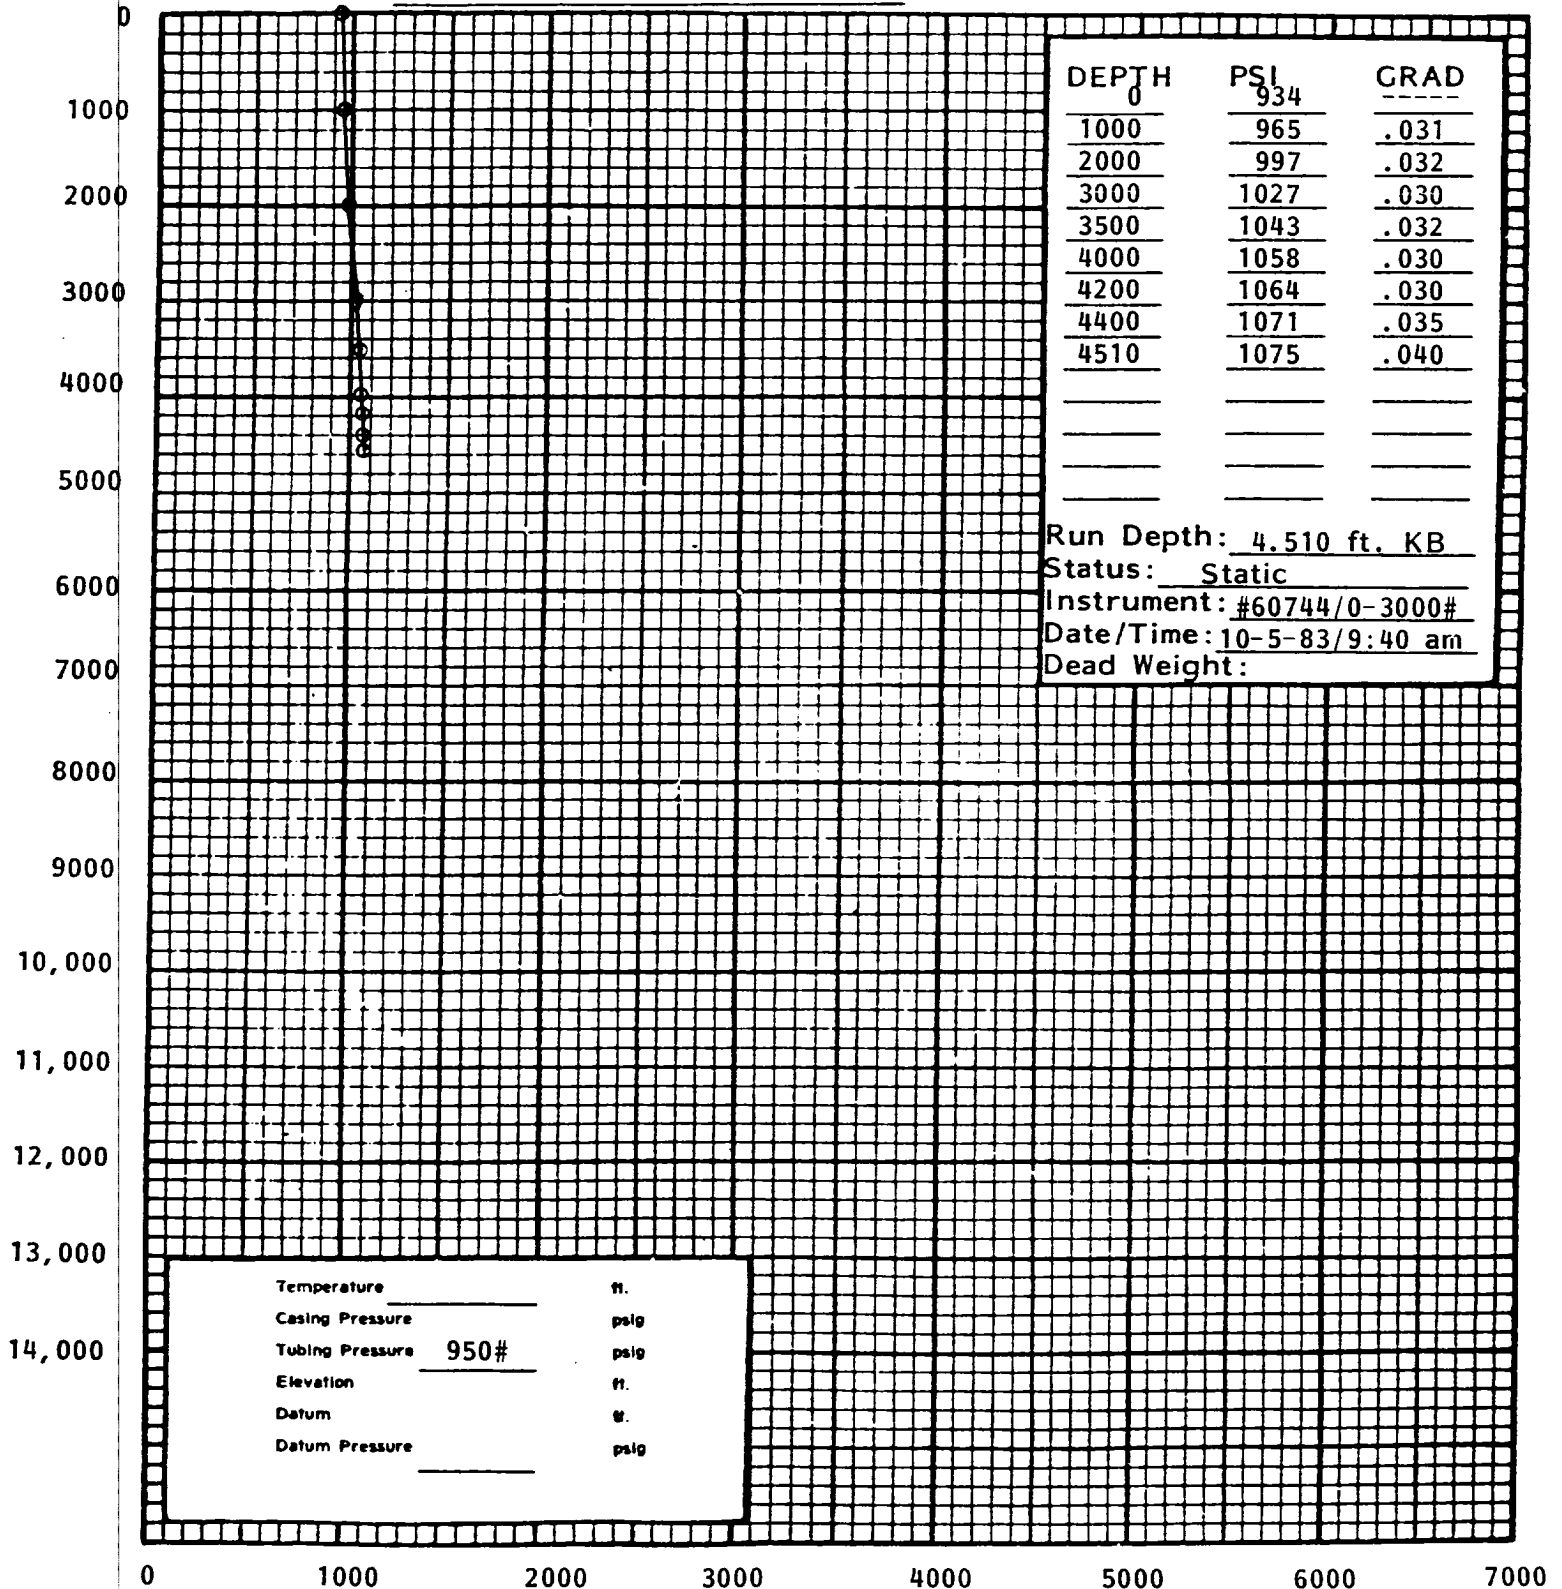 0
1000
2000
3000
4000
5000
6000
7000
8000
9000
10,000
11,000
12,000
13,000
14,000
DEPTH PSI GRAD
0 934 -----
1000 965 .031
2000 997 .032
3000 1027 .030
3500 1043 .032
4000 1058 .030
4200 1064 .030
4400 1071 .035
4510 1075 .040
Run Depth: 4.510 ft. KB
Status: Static
Instrument: #60744/0-3000#
Date/Time: 10-5-83/9:40 am
Dead Weight:
Temperature ft.
Casing Pressure psig
Tubing Pressure 950# psig
Elevation ft.
Datum ft.
Datum Pressure psig
0 1000 2000 3000 4000 5000 6000 7000